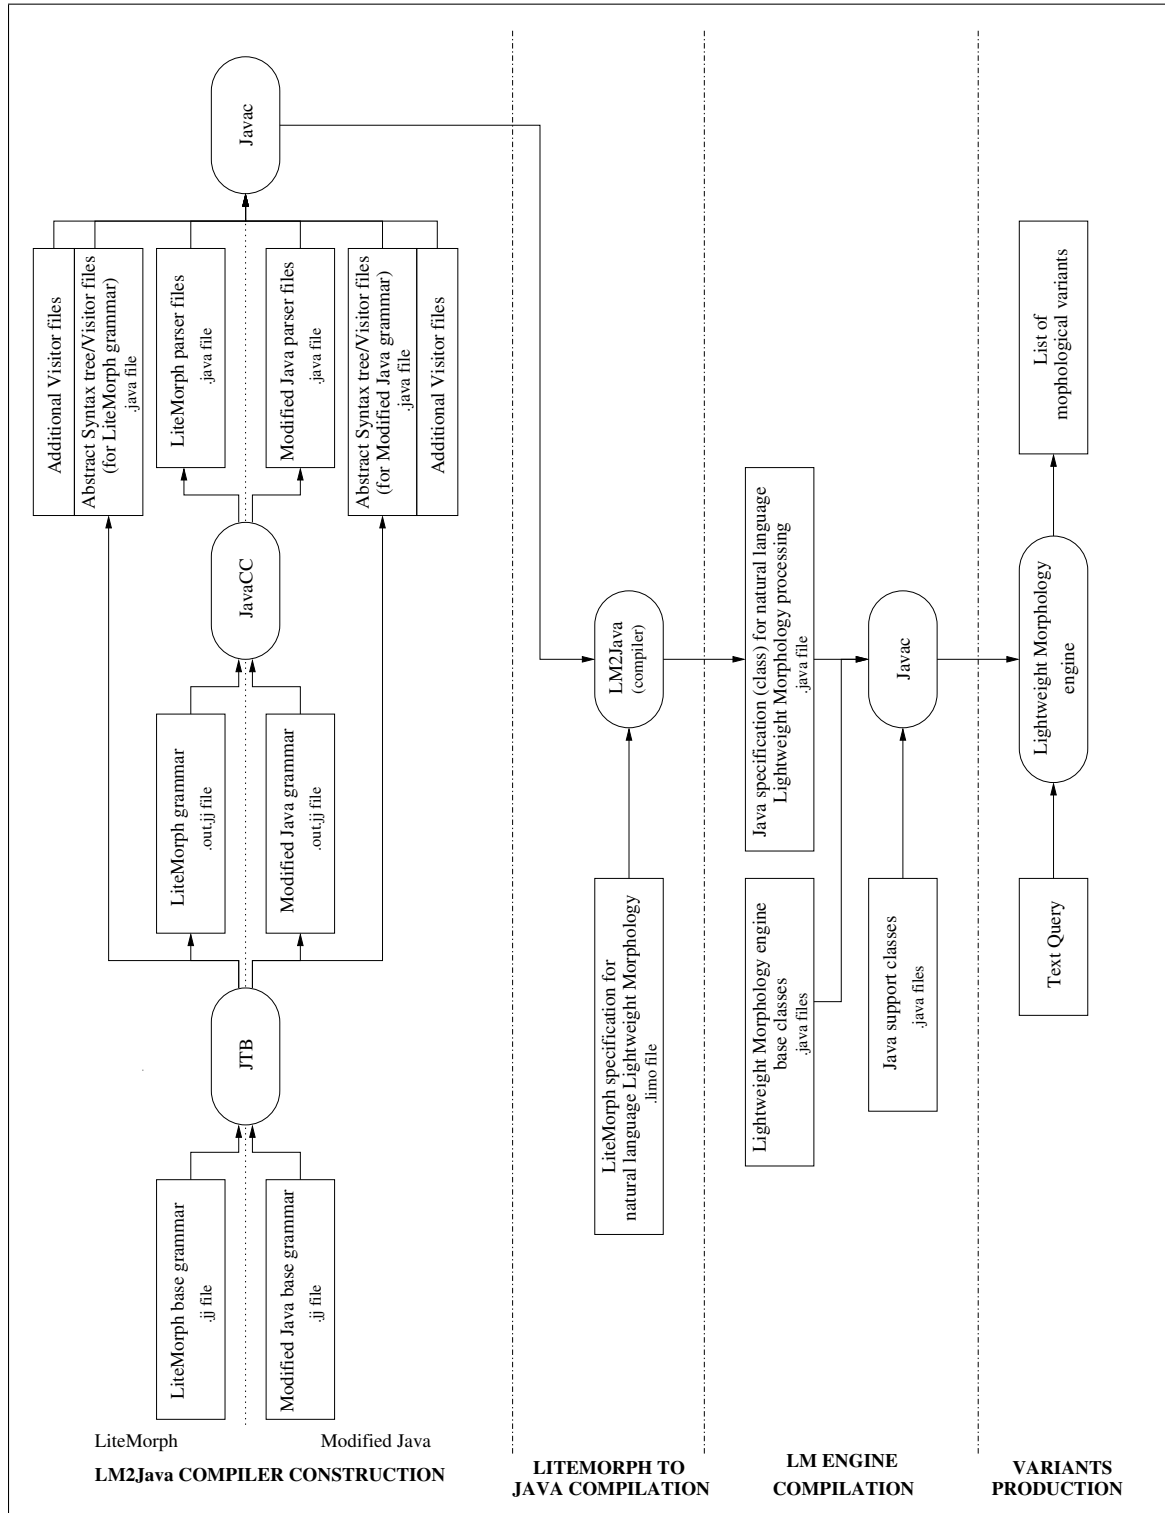 Javac
Additional Visitor files
Abstract Syntax tree/Visitor files
(for LiteMorph grammar)
.java file
LiteMorph parser files
.java file
Modified Java parser files
.java file
Abstract Syntax tree/Visitor files
(for Modified Java grammar)
.java file
Additional Visitor files
JavaCC
LiteMorph grammar
.out.jj file
Modified Java grammar
.out.jj file
JTB
LiteMorph base grammar
.jj file
Modified Java base grammar
.jj file
LiteMorph
Modified Java
LM2Java COMPILER CONSTRUCTION
LM2Java
(compiler)
LiteMorph specification for
natural language Lightweight Morphology
.limo file
LITEMORPH TO
JAVA COMPILATION
Java specification (class) for natural language
Lightweight Morphology processing
.java file
Javac
Lightweight Morphology engine
base classes
.java files
Java support classes
.java files
LM ENGINE
COMPILATION
List of
mophological variants
Lightweight Morphology
engine
Text Query
VARIANTS
PRODUCTION